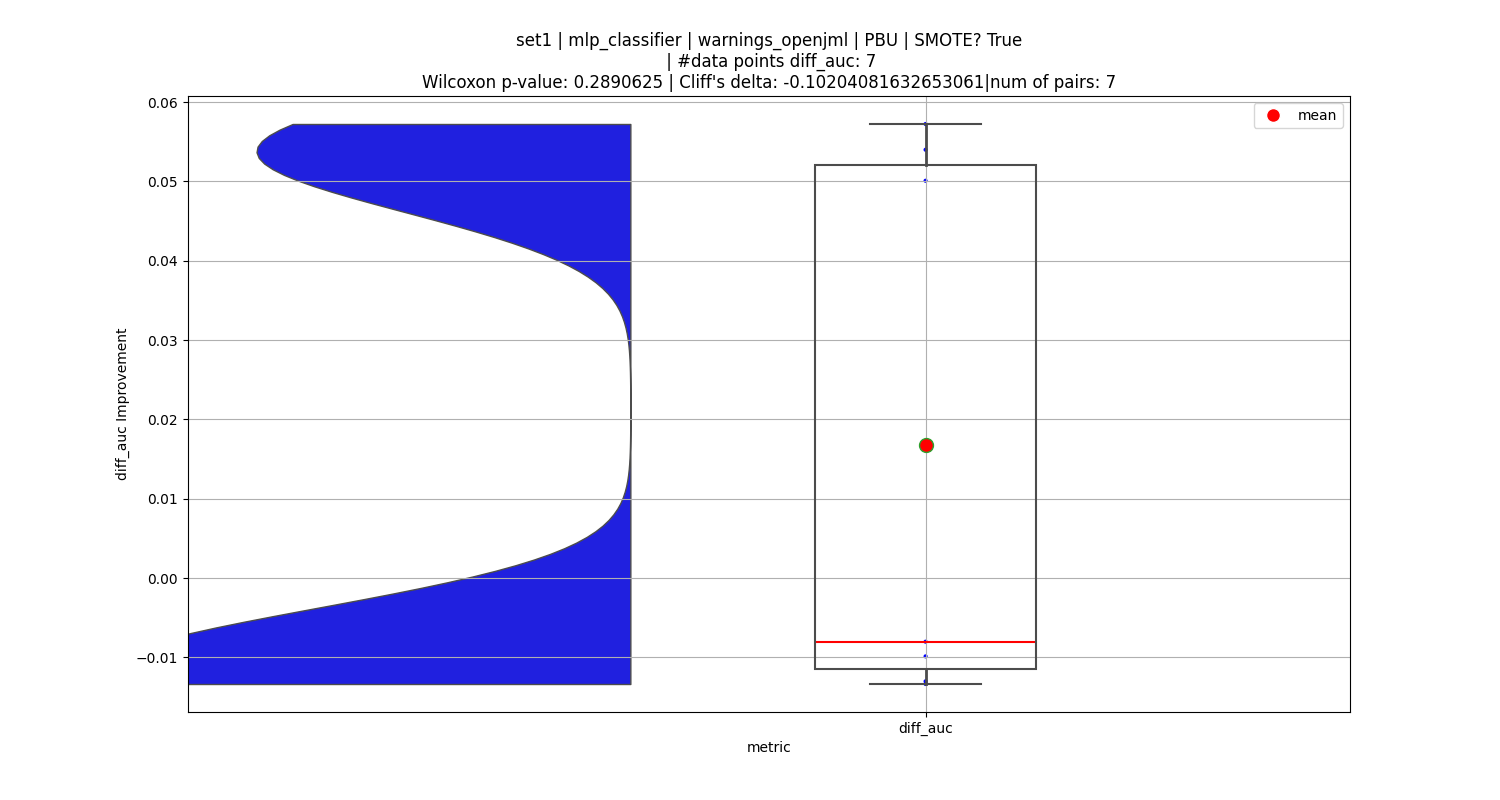 set1 | mlp_classifier | warnings_openjml | PBU | SMOTE? True
| #data points diff_auc: 7
Wilcoxon p-value: 0.2890625 | Cliff's delta: -0.10204081632653061|num of pairs: 7
mean
0.06
0.05
0.04
0.03
0.02
0.01
0.00
−0.01
diff_auc Improvement
diff_auc
metric